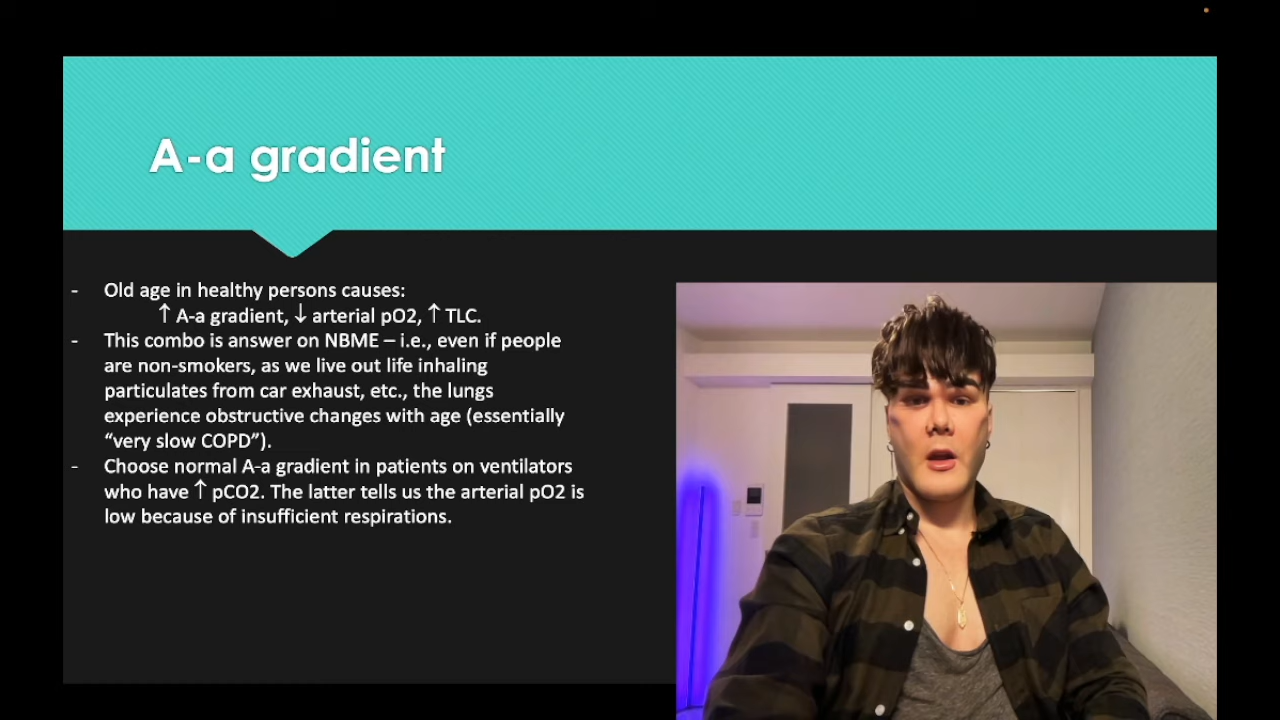 A-a gradient
- Old age in healthy persons causes:
↑ A-a gradient, ↓ arterial pO2, ↑ TLC.
- This combo is answer on NBME – i.e., even if people
are non-smokers, as we live out life inhaling
particulates from car exhaust, etc., the lungs
experience obstructive changes with age (essentially
“very slow COPD”).
- Choose normal A-a gradient in patients on ventilators
who have ↑ pCO2. The latter tells us the arterial pO2 is
low because of insufficient respirations.